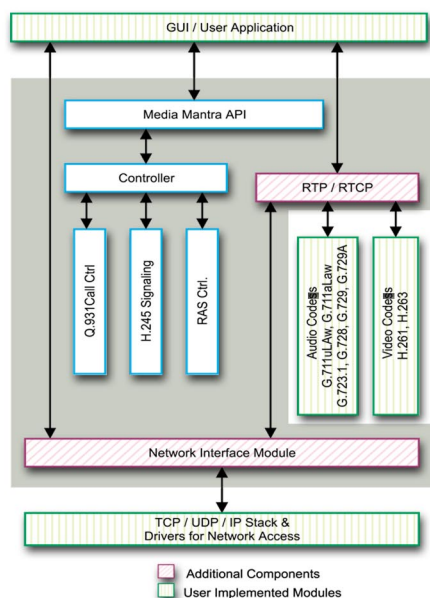 GUI / User Application
Media Mantra API
Controller
RTP / RTCP
Q.931Call Ctrl
H.245 Signaling
RAS Ctrl.
Audio Codecs
G.711uLAw, G.711aLaw
G.723.1, G.728, G.729, G.729A
Video Codecs
H.261, H.263
Network Interface Module
TCP / UDP / IP Stack &
Drivers for Network Access
Additional Components
User Implemented Modules